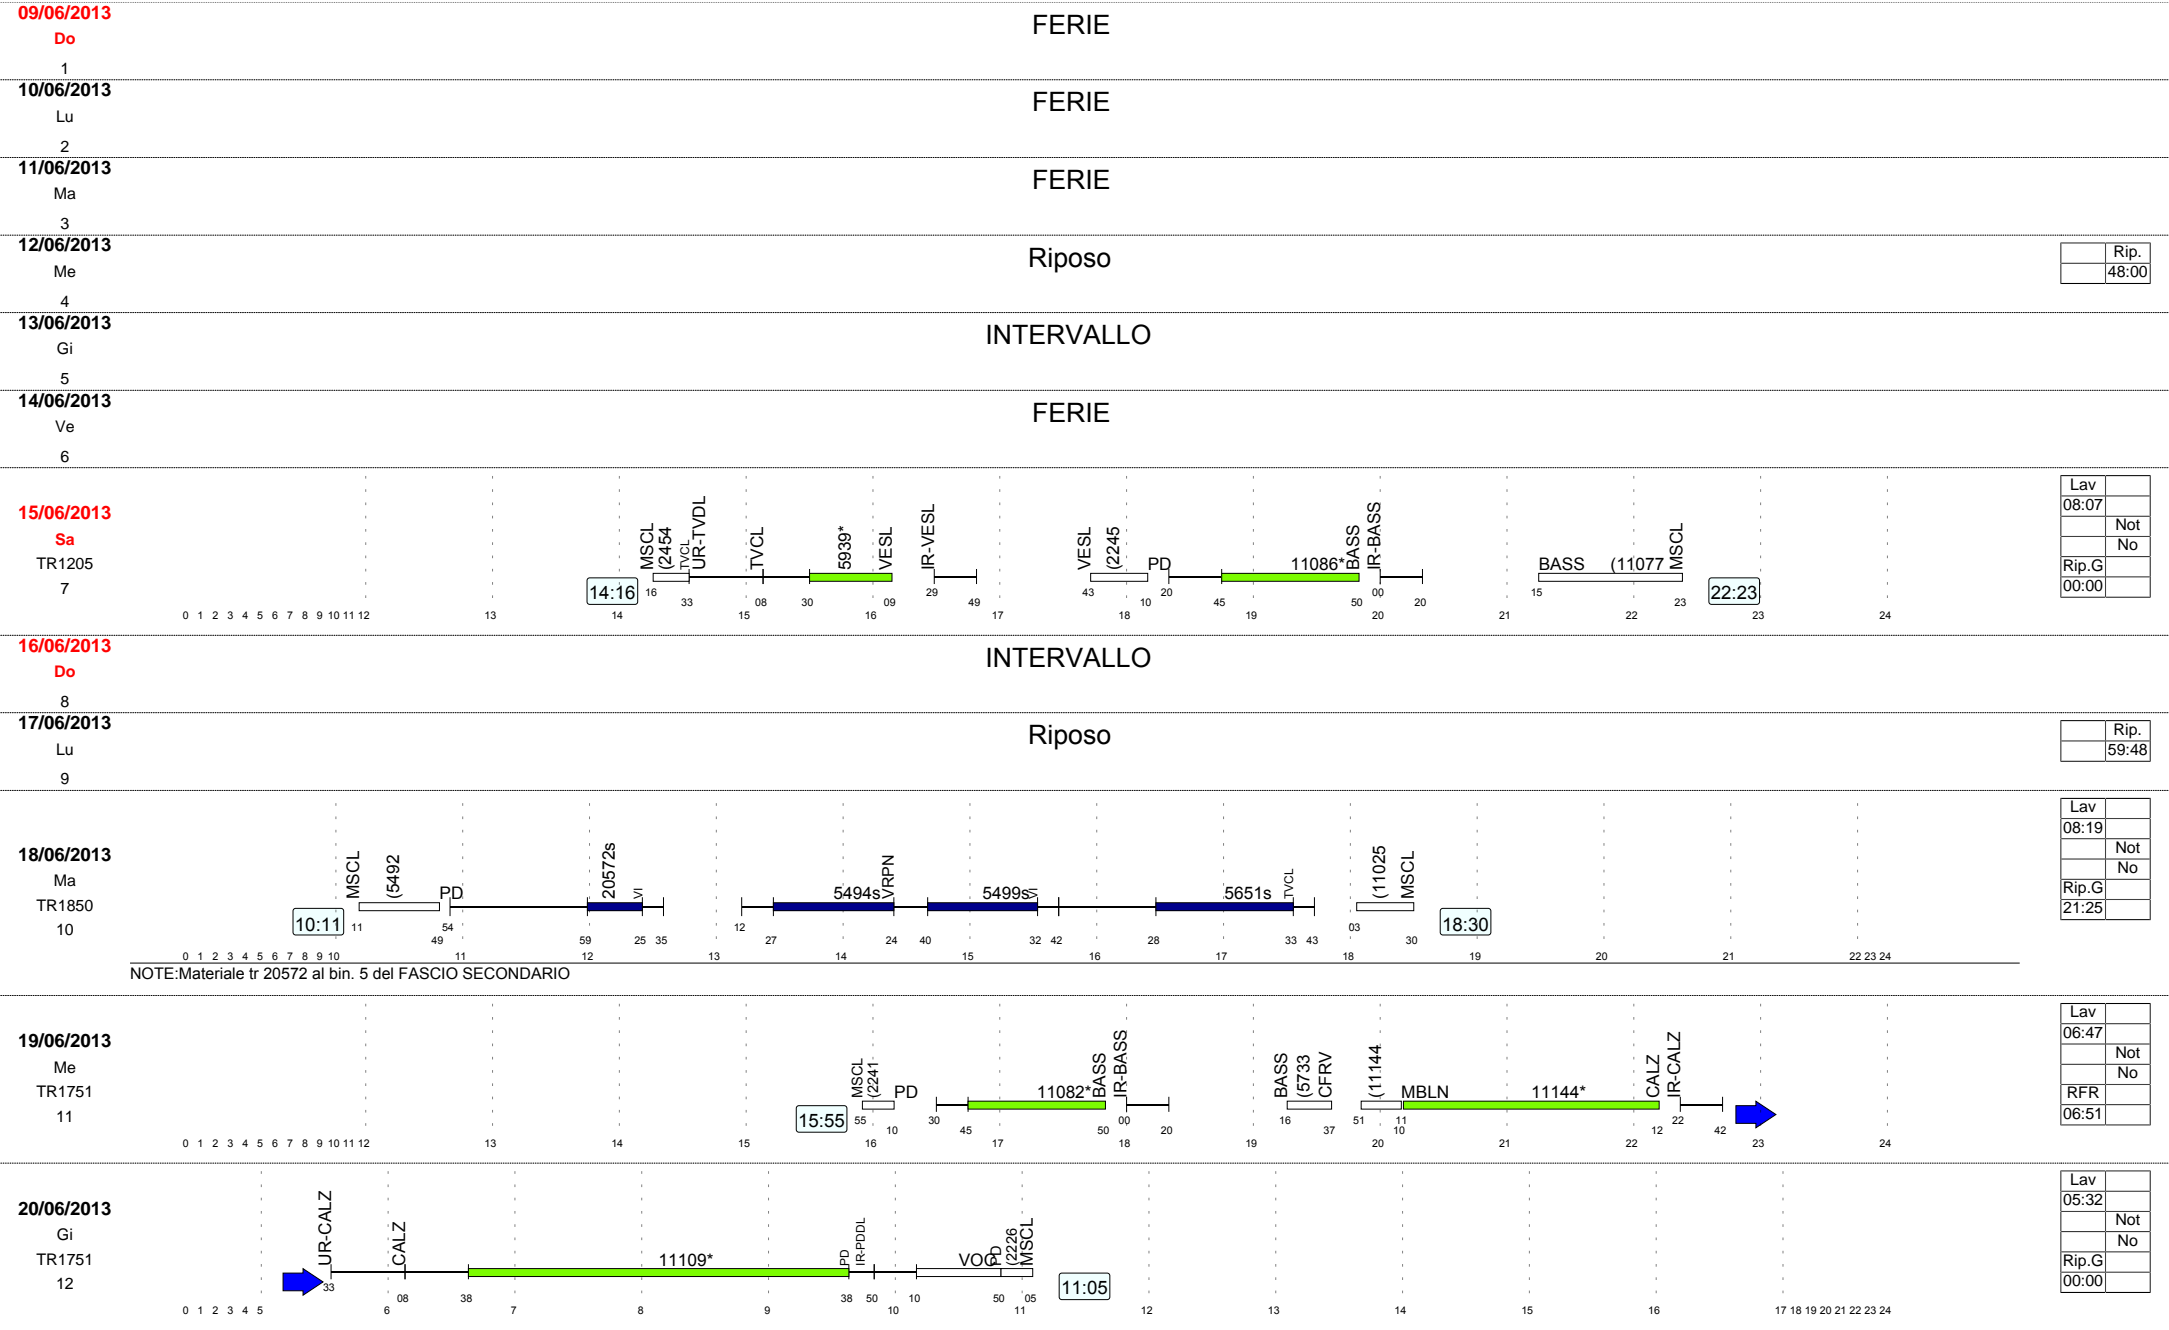 09/06/2013
Do
1
FERIE
10/06/2013
Lu
2
FERIE
11/06/2013
Ma
3
FERIE
12/06/2013
Me
4
Riposo
Rip.
48:00
13/06/2013
Gi
5
INTERVALLO
14/06/2013
Ve
6
FERIE
15/06/2013
Sa
TR1205
7
14:16
MSCL (2454 TVCL UR-TVDL TVCL 5939* VESL IR-VESL VESL (2245 PD 11086* BASS IR-BASS BASS (11077 MSCL
16 33 08 30 09 29 49 43 10 20 45 50 00 20 15 23
22:23
0 1 2 3 4 5 6 7 8 9 10 11 12 13 14 15 16 17 18 19 20 21 22 23 24
Lav
08:07
Not
No
Rip.G
00:00
16/06/2013
Do
8
INTERVALLO
17/06/2013
Lu
9
Riposo
Rip.
59:48
18/06/2013
Ma
TR1850
10
10:11
MSCL (5492 PD 20572s VI 5494s VRPN 5499s VI 5651s TVCL (11025 MSCL
11 49 54 59 25 35 12 27 24 40 32 42 28 33 43 03 30
18:30
0 1 2 3 4 5 6 7 8 9 10 11 12 13 14 15 16 17 18 19 20 21 22 23 24
NOTE:Materiale tr 20572 al bin. 5 del FASCIO SECONDARIO
Lav
08:19
Not
No
Rip.G
21:25
19/06/2013
Me
TR1751
11
15:55
MSCL (2241 PD 11082* BASS IR-BASS BASS (5733 CFRV (11144 MBLN 11144* CALZ IR-CALZ
55 10 30 45 50 00 20 16 37 51 10 11 12 22 42
0 1 2 3 4 5 6 7 8 9 10 11 12 13 14 15 16 17 18 19 20 21 22 23 24
Lav
06:47
Not
No
RFR
06:51
20/06/2013
Gi
TR1751
12
UR-CALZ CALZ 11109* PD IR-PDDL VOC PD (2226 MSCL
33 08 38 38 50 10 50 05
11:05
0 1 2 3 4 5 6 7 8 9 10 11 12 13 14 15 16 17 18 19 20 21 22 23 24
Lav
05:32
Not
No
Rip.G
00:00